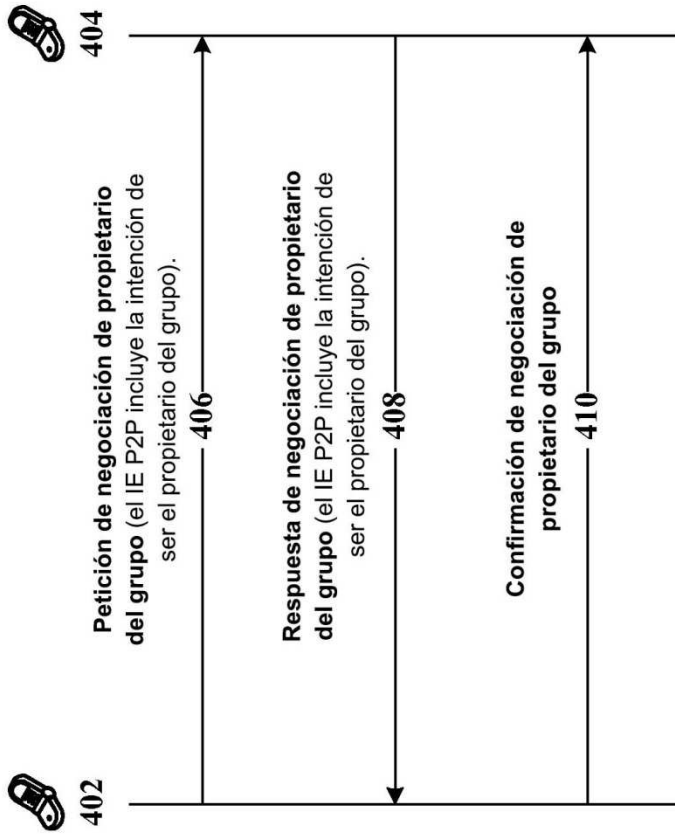 402
404
Petición de negociación de propietario
del grupo (el IE P2P incluye la intención de
ser el propietario del grupo).
406
Respuesta de negociación de propietario
del grupo (el IE P2P incluye la intención de
ser el propietario del grupo).
408
Confirmación de negociación de
propietario del grupo
410